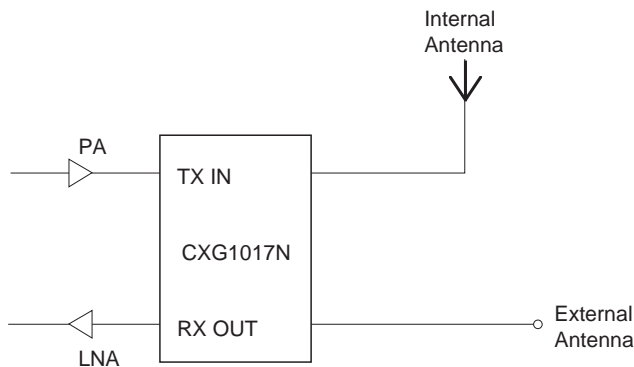 Internal
Antenna
PA
TX IN
CXG1017N
RX OUT
LNA
External
Antenna